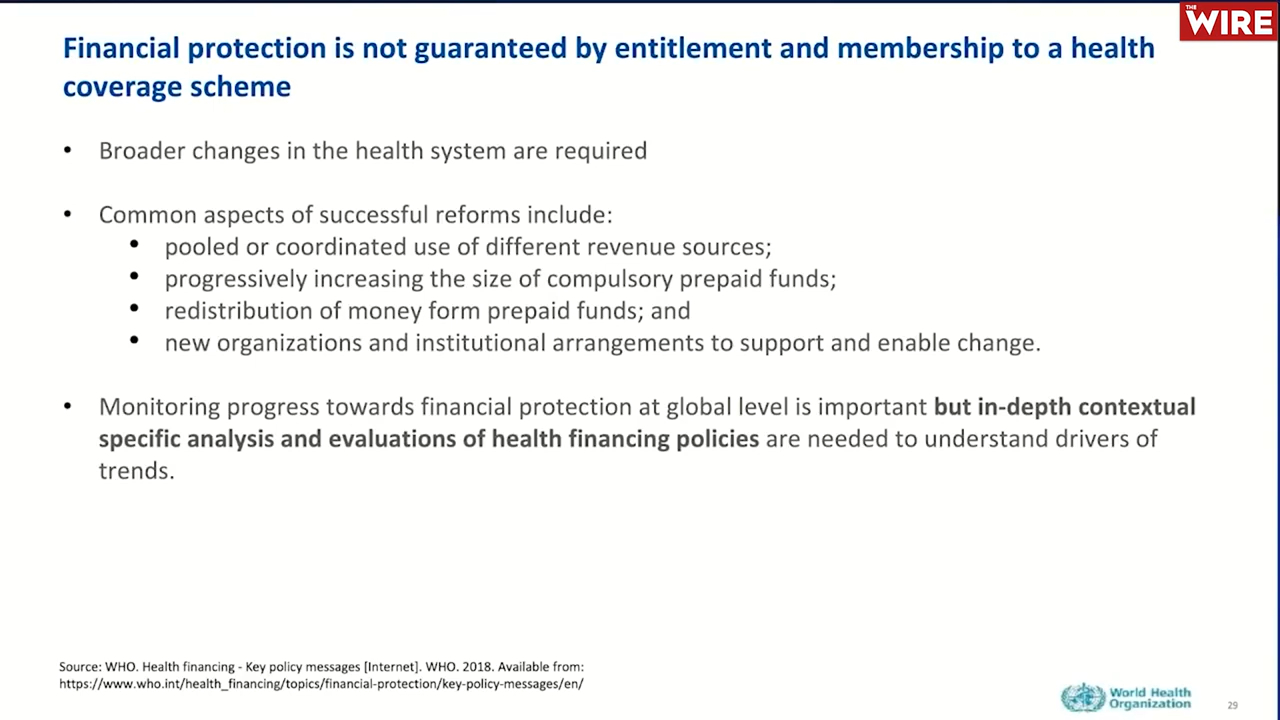 THE
WIRE
Financial protection is not guaranteed by entitlement and membership to a health
coverage scheme
• Broader changes in the health system are required
• Common aspects of successful reforms include:
• pooled or coordinated use of different revenue sources;
• progressively increasing the size of compulsory prepaid funds;
• redistribution of money form prepaid funds; and
• new organizations and institutional arrangements to support and enable change.
• Monitoring progress towards financial protection at global level is important but in-depth contextual
specific analysis and evaluations of health financing policies are needed to understand drivers of
trends.
Source: WHO. Health financing - Key policy messages [Internet]. WHO. 2018. Available from:
https://www.who.int/health_financing/topics/financial-protection/key-policy-messages/en/
World Health
Organization
29